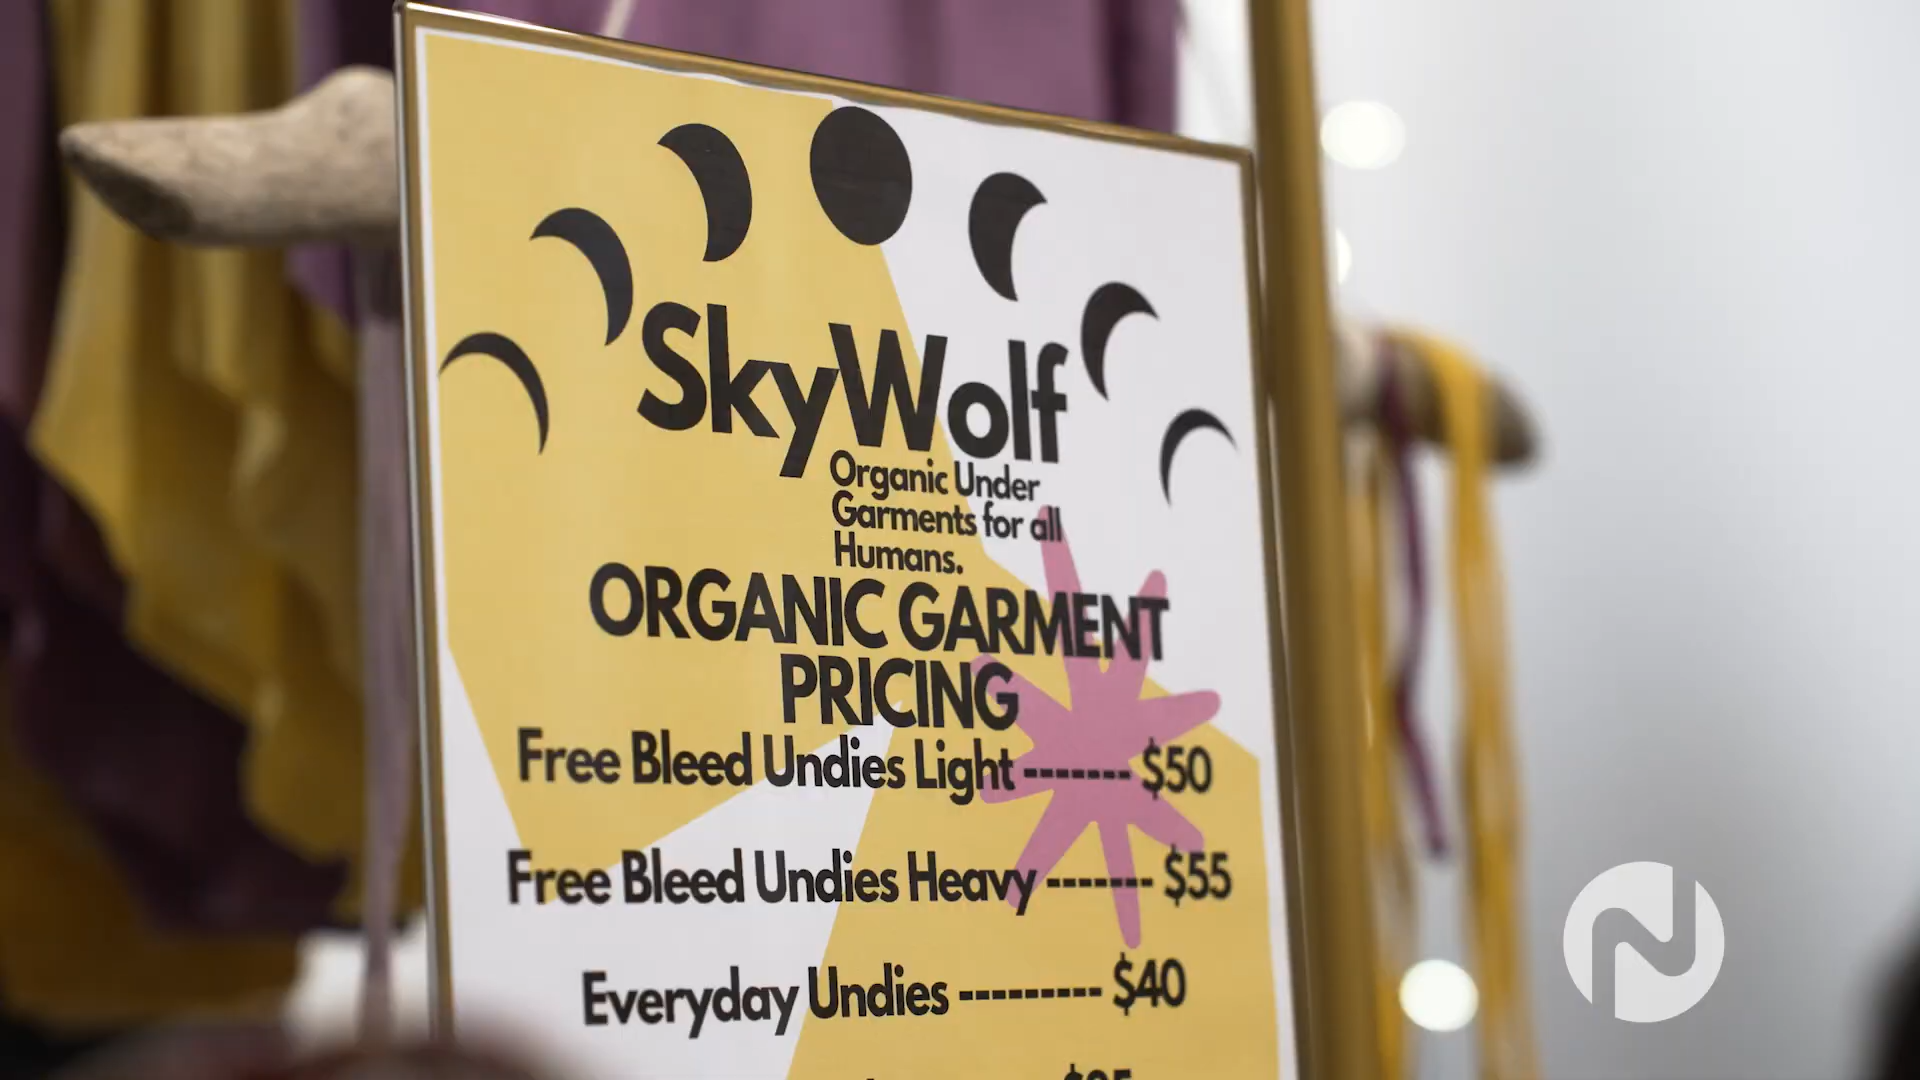 SkyWolf
Organic Under
Garments for all
Humans.
ORGANIC GARMENT
PRICING
Free Bleed Undies Light ------- $50
Free Bleed Undies Heavy ------- $55
Everyday Undies --------- $40